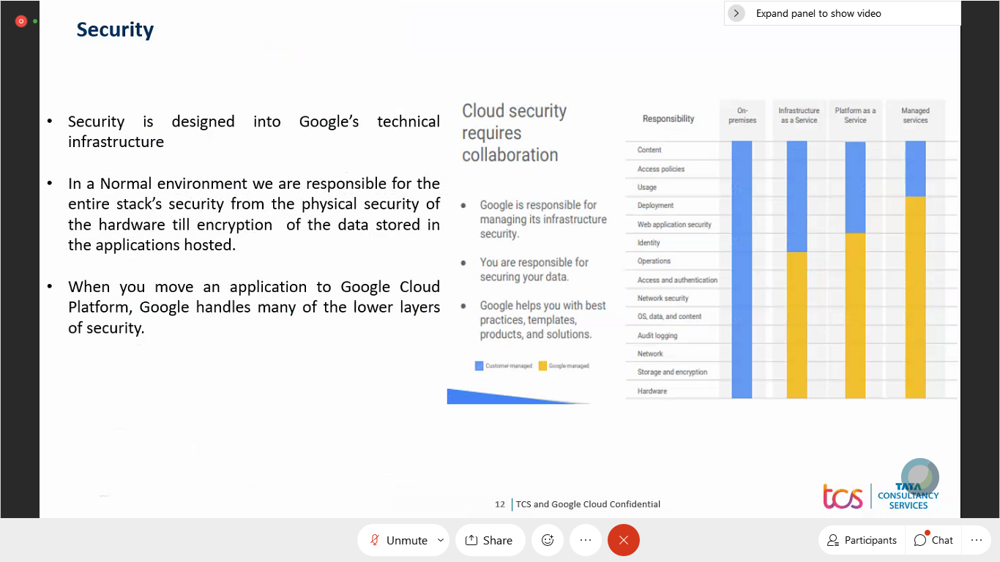 Expand panel to show video
Security
• Security is designed into Google’s technical
infrastructure
• In a Normal environment we are responsible for the
entire stack’s security from the physical security of
the hardware till encryption of the data stored in
the applications hosted.
• When you move an application to Google Cloud
Platform, Google handles many of the lower layers
of security.
Cloud security
requires
collaboration
• Google is responsible for
managing its infrastructure
security.
• You are responsible for
securing your data.
• Google helps you with best
practices, templates,
products, and solutions.
Customer-managed Google-managed
Responsibility
On-
premises
Infrastructure
as a Service
Platform as a
Service
Managed
services
Content
Access policies
Usage
Deployment
Web application security
Identity
Operations
Access and authentication
Network security
OS, data, and content
Audit logging
Network
Storage and encryption
Hardware
12 TCS and Google Cloud Confidential
tcs
TATA
CONSULTANCY
SERVICES
Unmute
Share
Participants
Chat